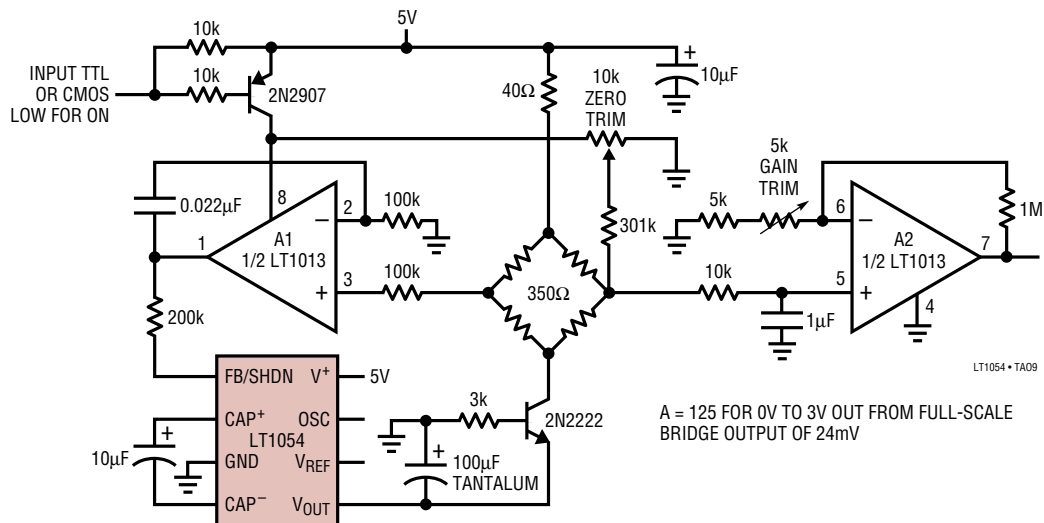 5V
10k
10k
INPUT TTL
OR CMOS
LOW FOR ON
2N2907
40Ω
10k
ZERO
TRIM
+
10µF
5k
GAIN
TRIM
0.022µF
8
2
−
100k
A1
1/2 LT1013
1
+
3
100k
200k
350Ω
301k
5k
10k
6
−
1M
A2
1/2 LT1013
7
5
+
4
1µF
LT1054 • TA09
FB/SHDN
V+
5V
CAP+
OSC
LT1054
GND
VREF
CAP−
VOUT
+
10µF
3k
2N2222
+
100µF
TANTALUM
A = 125 FOR 0V TO 3V OUT FROM FULL-SCALE
BRIDGE OUTPUT OF 24mV